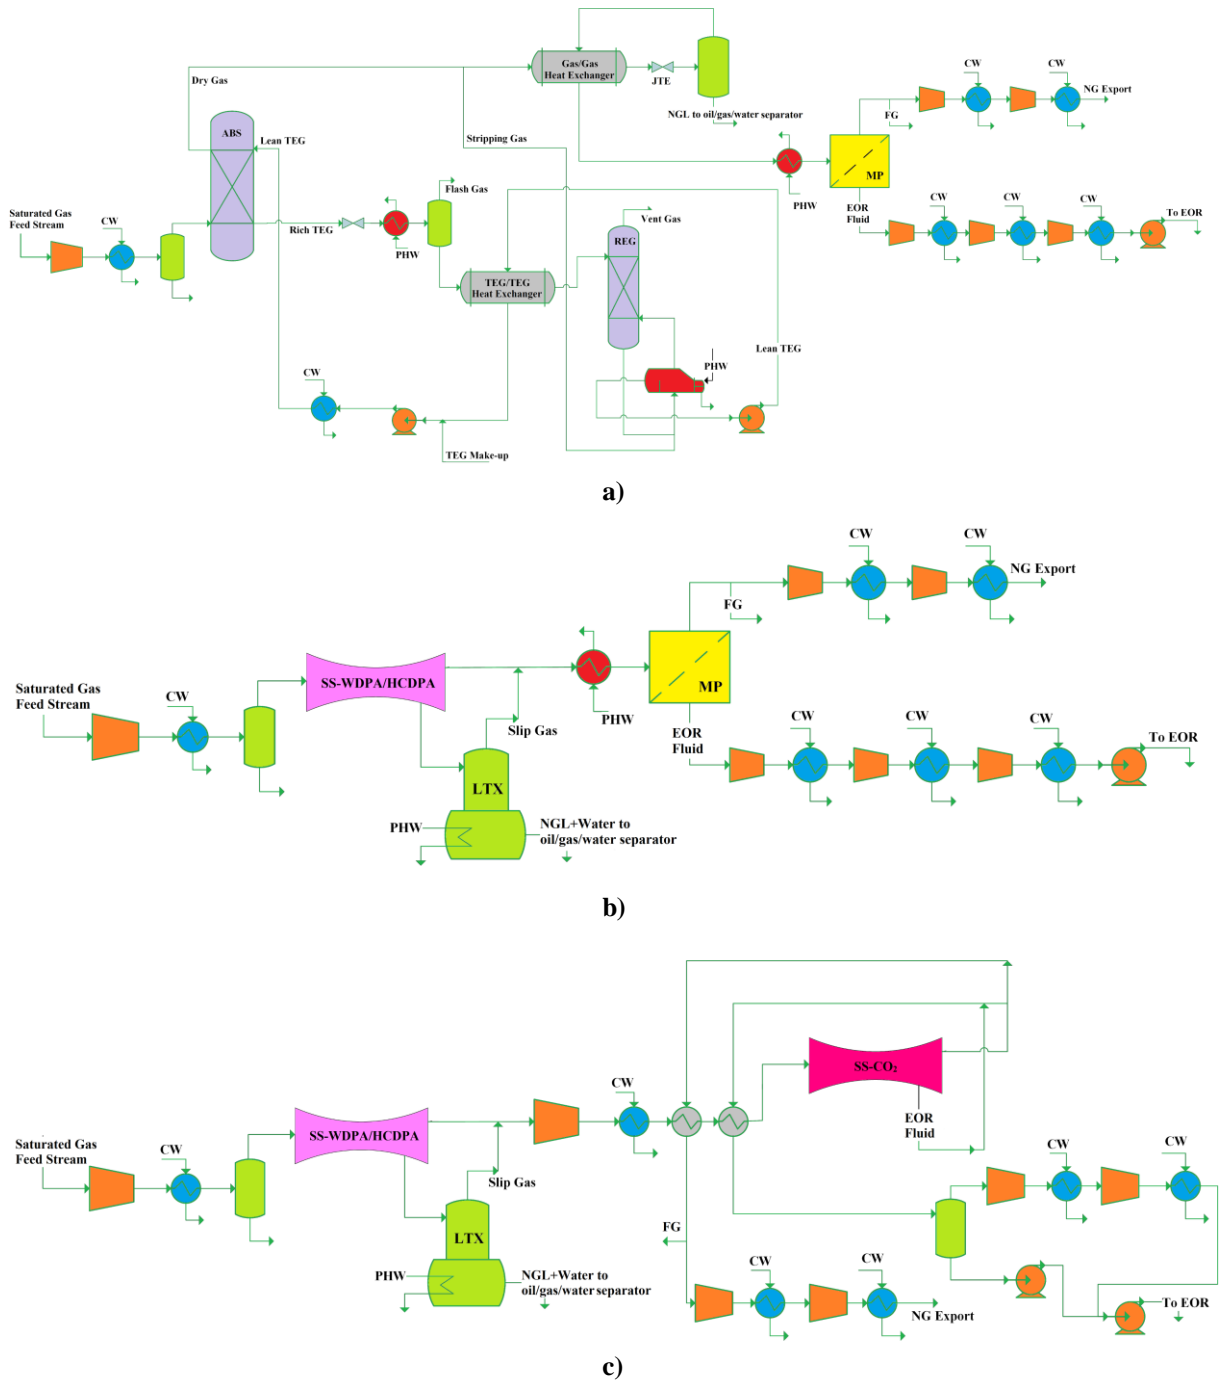 Gas/Gas
Heat Exchanger
JTE
NGL to oil/gas/water separator
Dry Gas
CW
CW
NG Export
FG
ABS
Lean TEG
Stripping Gas
MP
PHW
EOR
Fluid
To EOR
Saturated Gas
Feed Stream
CW
Rich TEG
PHW
Flash Gas
Vent Gas
REG
CW
CW
CW
TEG/TEG
Heat Exchanger
Lean TEG
PHW
CW
TEG Make-up
a)
CW
CW
NG Export
FG
SS-WDPA/HCDPA
MP
Saturated Gas
Feed Stream
CW
PHW
Slip Gas
EOR
Fluid
CW
CW
CW
To EOR
LTX
PHW
NGL+Water to
oil/gas/water separator
b)
SS-CO₂
CW
EOR
Fluid
SS-WDPA/HCDPA
Saturated Gas
Feed Stream
CW
Slip Gas
CW
CW
LTX
FG
PHW
NGL+Water to
oil/gas/water separator
CW
CW
NG Export
To EOR
c)